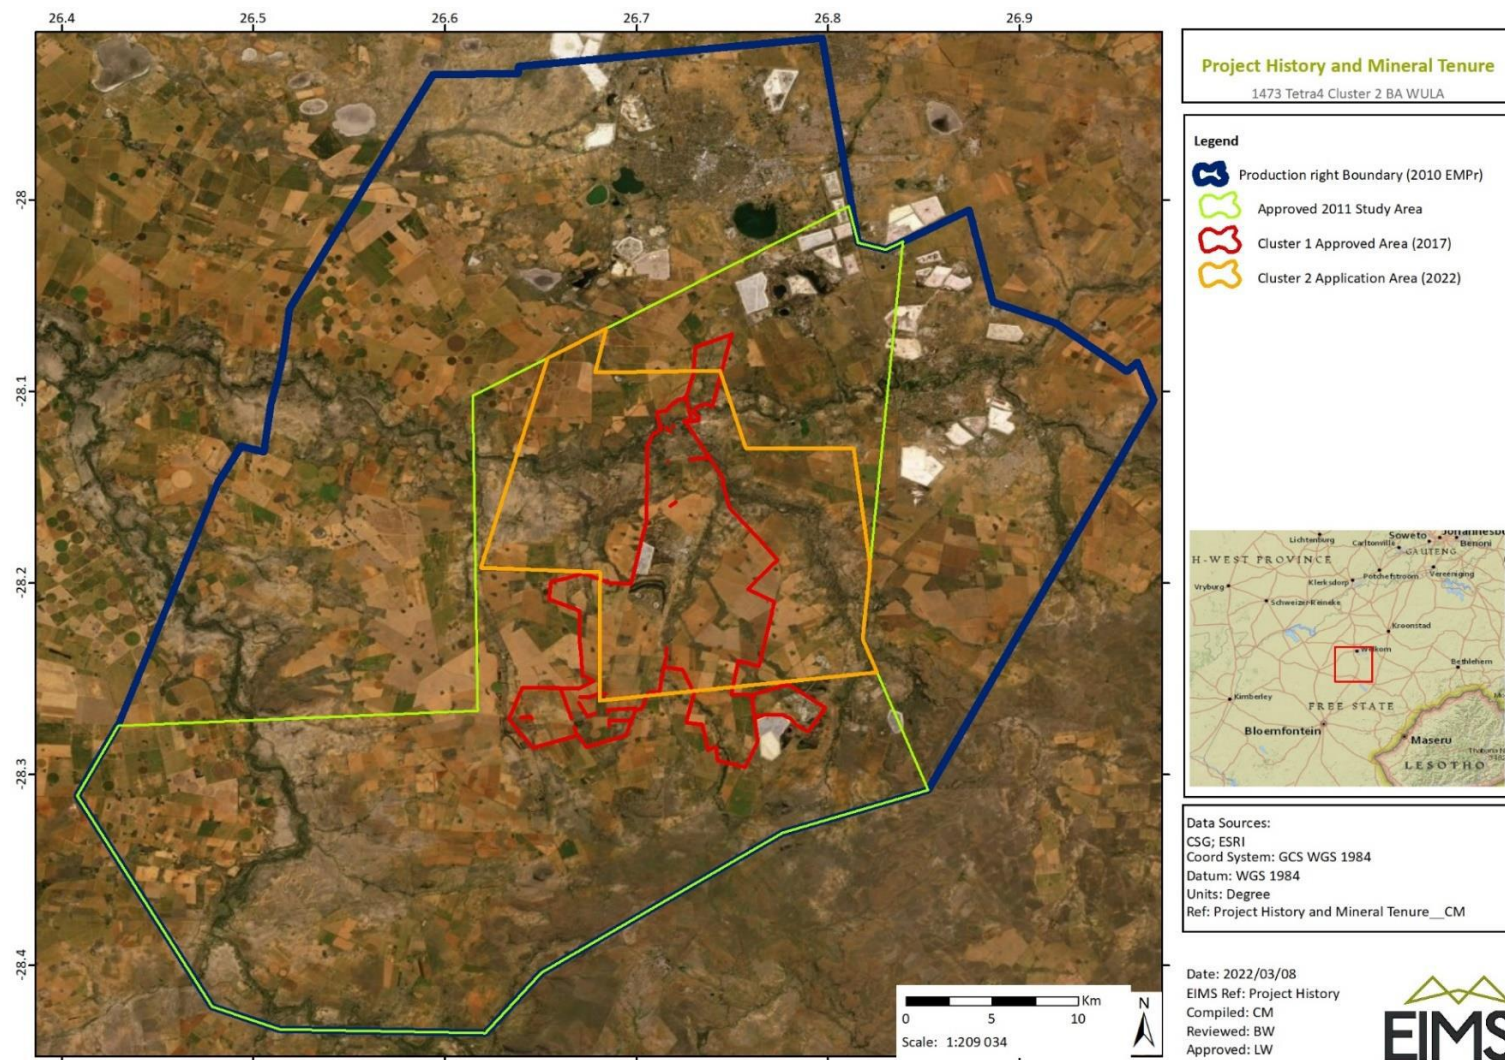 26.4 26.5 26.6 26.7 26.8 26.9
-28
-28.1
-28.2
-28.3
-28.4
Km
0 5 10
Scale: 1:209 034
N
Project History and Mineral Tenure
1473 Tetra4 Cluster 2 BA WULA
Legend
Production right Boundary (2010 EMPr)
Approved 2011 Study Area
Cluster 1 Approved Area (2017)
Cluster 2 Application Area (2022)
Lichtenburg
Carltonville
Soweto
Benoni
H-WEST PROVINCE
GAUTENG
Vryburg
Klerksdorp
Potchefstroom
Vereeniging
Schweizer-Reneke
Kroonstad
Welkom
Bethlehem
Kimberley
FREE STATE
Bloemfontein
Maseru
LESOTHO
Data Sources:
CSG; ESRI
Coord System: GCS WGS 1984
Datum: WGS 1984
Units: Degree
Ref: Project History and Mineral Tenure__CM
Date: 2022/03/08
EIMS Ref: Project History
Compiled: CM
Reviewed: BW
Approved: LW
EIMS